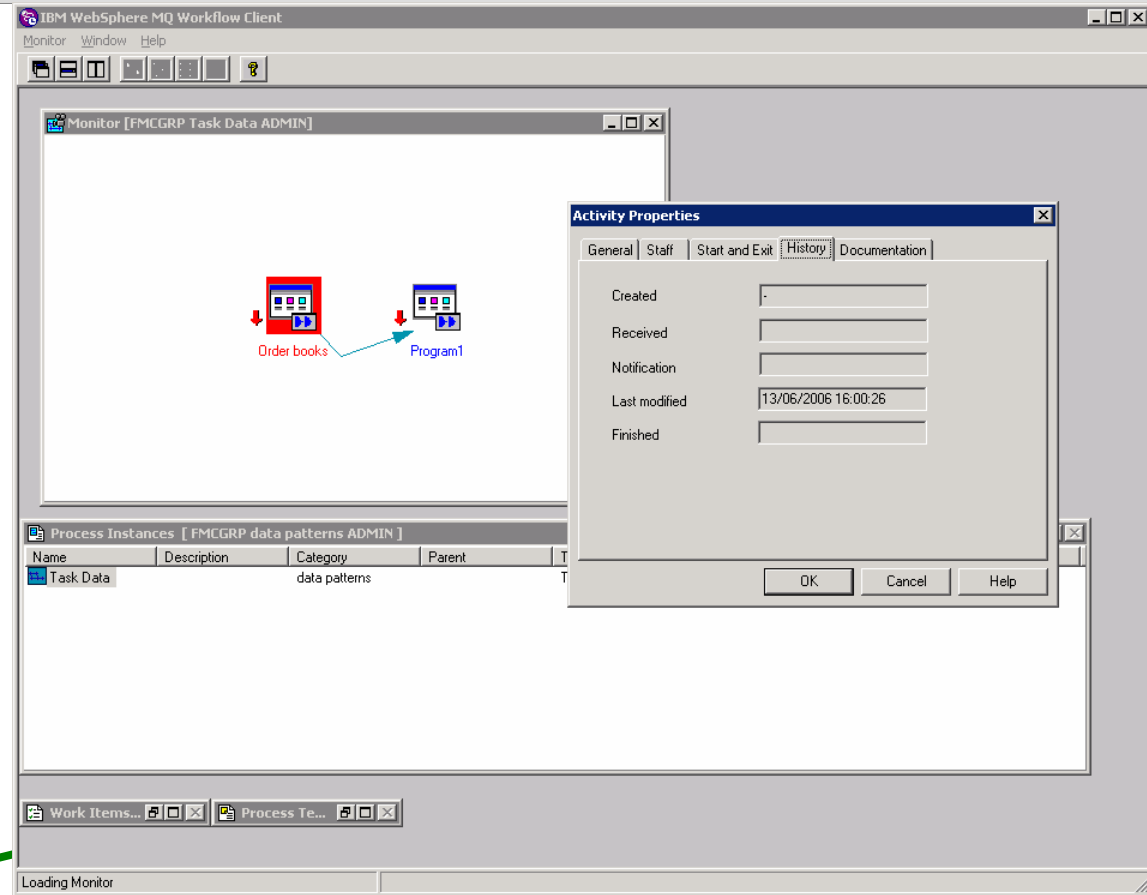 IBM WebSphere MQ Workflow Client
Monitor Window Help
Monitor [FMCGRP Task Data ADMIN]
Order books
Program1
Activity Properties
General Staff Start and Exit History Documentation
Created -
Received
Notification
Last modified 13/06/2006 16:00:26
Finished
OK Cancel Help
Process Instances [ FMCGRP data patterns ADMIN ]
Name Description Category Parent T
Task Data data patterns T
Work Items... Process Te...
Loading Monitor